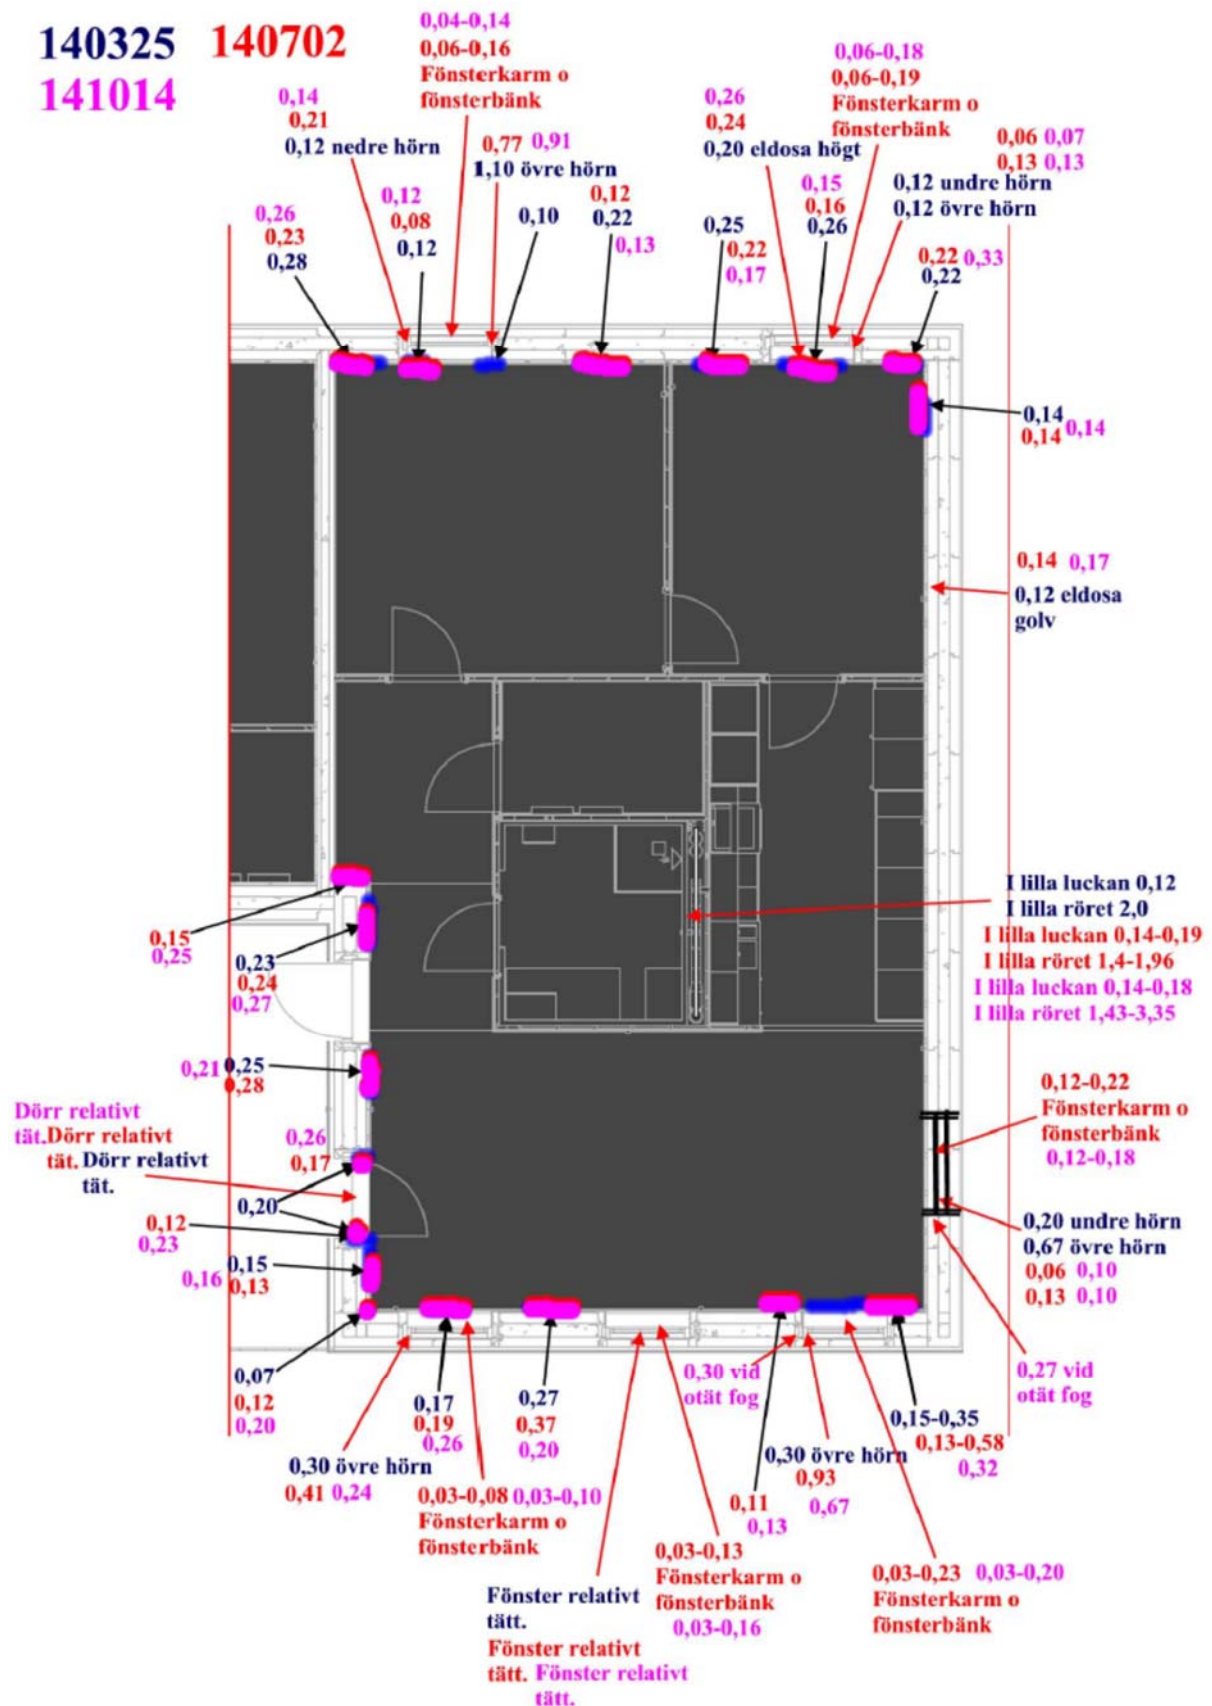 140325 140702
141014
0,04-0,14
0,06-0,16
Fönsterkarm o
fönsterbänk
0,14
0,21
0,12 nedre hörn
0,77 0,91
1,10 övre hörn
0,26
0,23
0,28
0,12
0,08
0,12
0,10
0,12
0,22
0,13
0,26
0,24
0,20 eldosa högt
0,06-0,18
0,06-0,19
Fönsterkarm o
fönsterbänk
0,25
0,22
0,17
0,15
0,16
0,26
0,06 0,07
0,13 0,13
0,12 undre hörn
0,12 övre hörn
0,22 0,33
0,22
0,14
0,14 0,14
0,14 0,17
0,12 eldosa
golv
I lilla luckan 0,12
I lilla röret 2,0
I lilla luckan 0,14-0,19
I lilla röret 1,4-1,96
I lilla luckan 0,14-0,18
I lilla röret 1,43-3,35
0,15
0,25
0,23
0,24
0,27
0,21 0,25
0,28
Dörr relativt
tät. Dörr relativt
tät. Dörr relativt
tät.
0,26
0,17
0,20
0,12
0,23
0,16 0,15
0,13
0,07
0,12
0,20
0,12-0,22
Fönsterkarm o
fönsterbänk
0,12-0,18
0,20 undre hörn
0,67 övre hörn
0,06 0,10
0,13 0,10
0,27 vid
otät fog
0,30 övre hörn
0,41 0,24
0,17
0,19
0,26
0,03-0,08 0,03-0,10
Fönsterkarm o
fönsterbänk
0,27
0,37
0,20
Fönster relativt
tätt.
Fönster relativt
tätt. Fönster relativt
tätt.
0,03-0,13
Fönsterkarm o
fönsterbänk
0,03-0,16
0,30 vid
otät fog
0,11
0,13
0,30 övre hörn
0,93
0,67
0,15-0,35
0,13-0,58
0,32
0,03-0,23 0,03-0,20
Fönsterkarm o
fönsterbänk